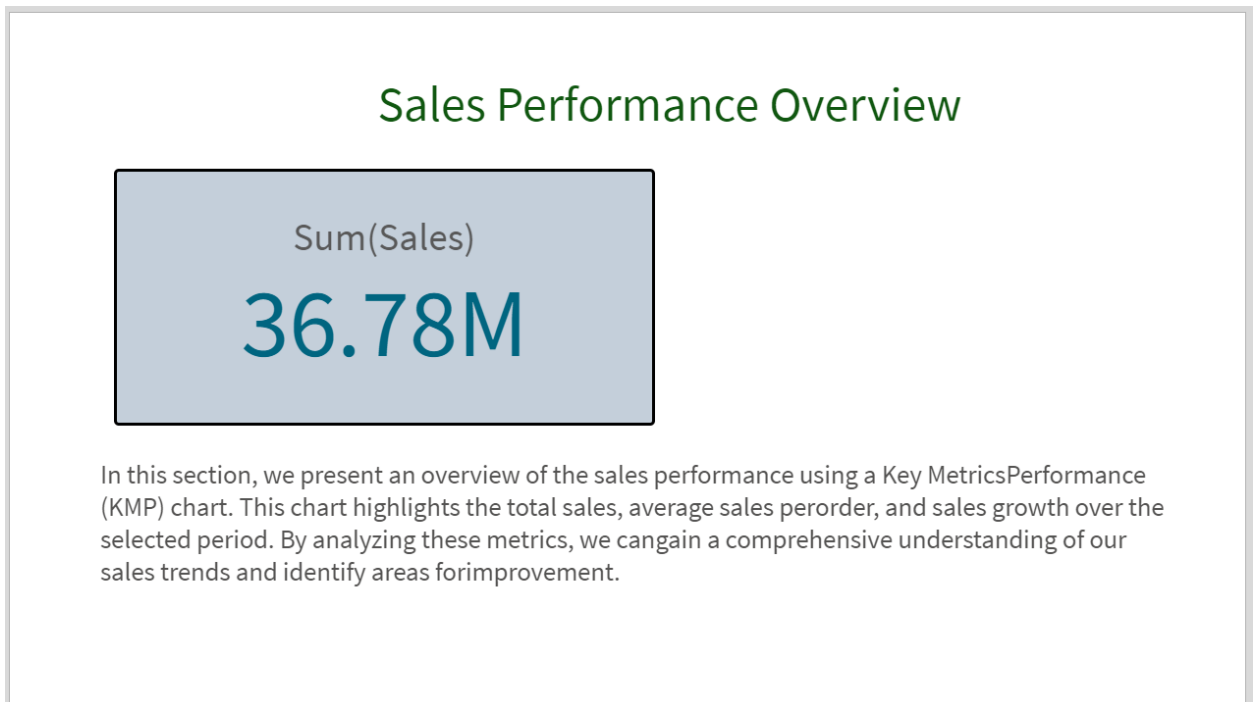 Sales Performance Overview
Sum(Sales)
36.78M
In this section, we present an overview of the sales performance using a Key MetricsPerformance
(KMP) chart. This chart highlights the total sales, average sales perorder, and sales growth over the
selected period. By analyzing these metrics, we cangain a comprehensive understanding of our
sales trends and identify areas forimprovement.